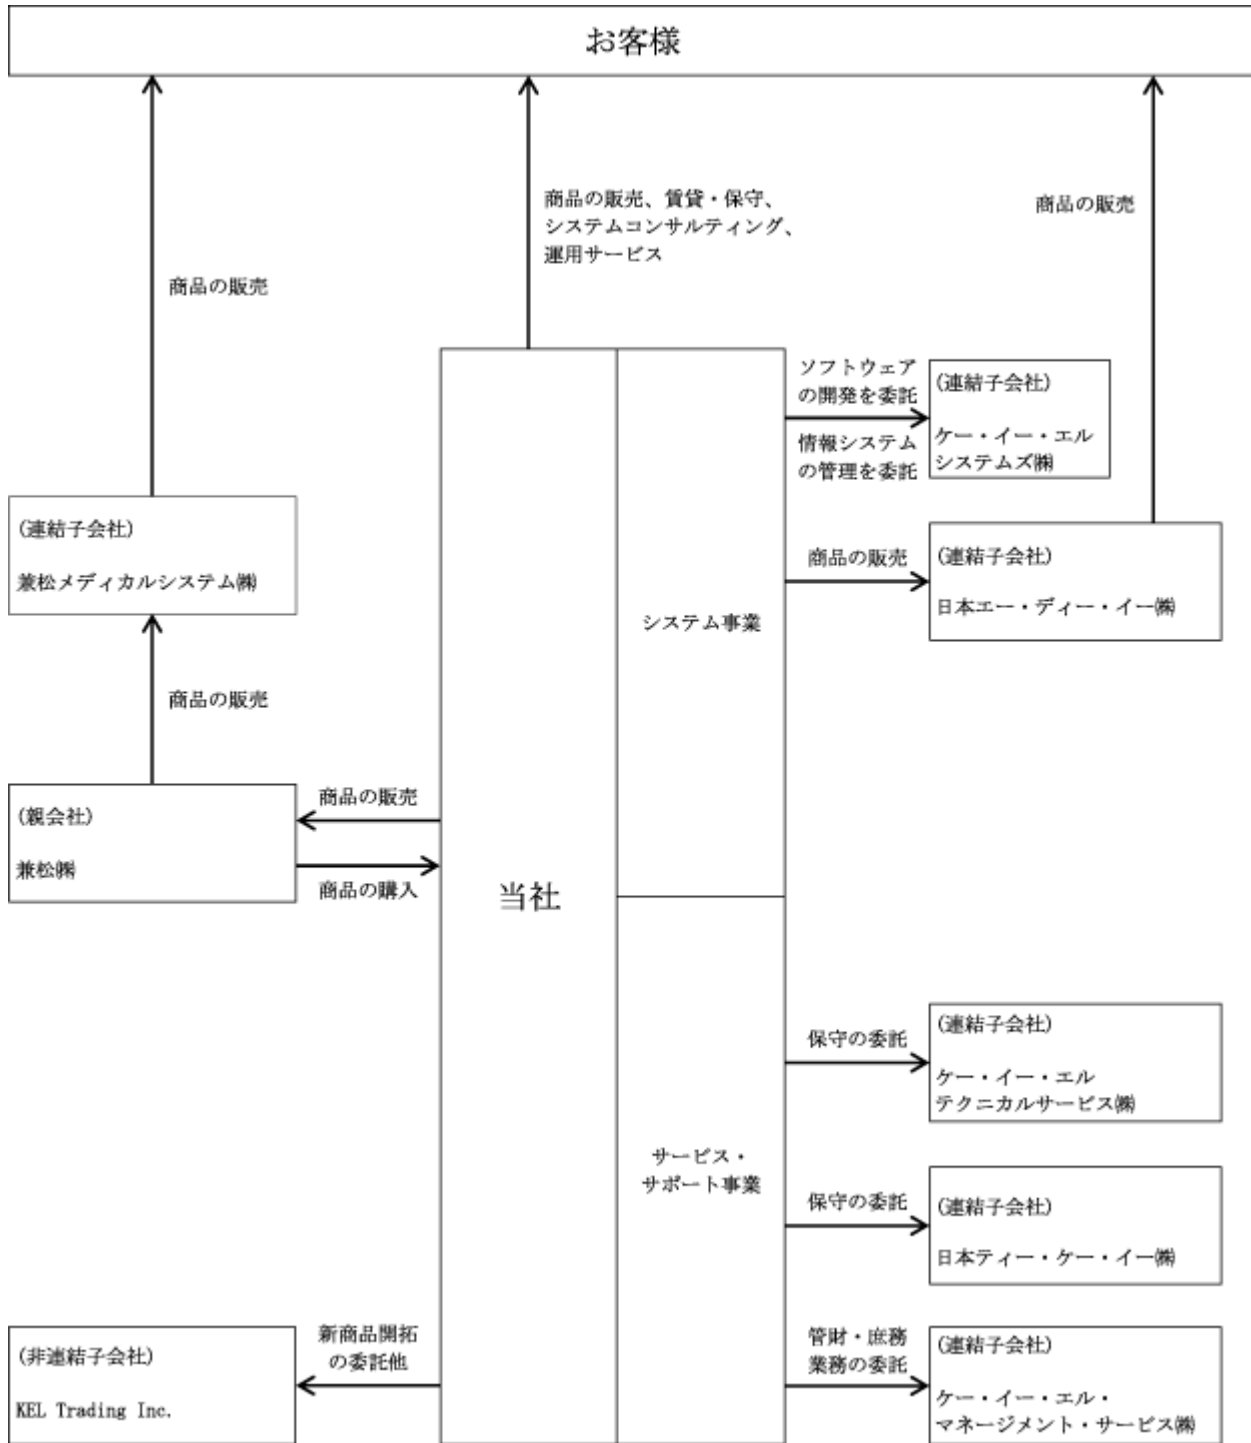 お客様
商品の販売、賃貸・保守、
システムコンサルティング、
運用サービス
商品の販売
商品の販売
ソフトウェア
の開発を委託
情報システム
の管理を委託
(連結子会社)
ケー・イー・エル
システムズ㈱
(連結子会社)
兼松メディカルシステム㈱
商品の販売
(連結子会社)
日本エー・ディー・イー㈱
システム事業
商品の販売
(親会社)
兼松㈱
商品の販売
商品の購入
当社
保守の委託
(連結子会社)
ケー・イー・エル
テクニカルサービス㈱
サービス・
サポート事業
保守の委託
(連結子会社)
日本ティー・ケー・イー㈱
(非連結子会社)
KEL Trading Inc.
新商品開拓
の委託他
管財・庶務
業務の委託
(連結子会社)
ケー・イー・エル・
マネージメント・サービス㈱